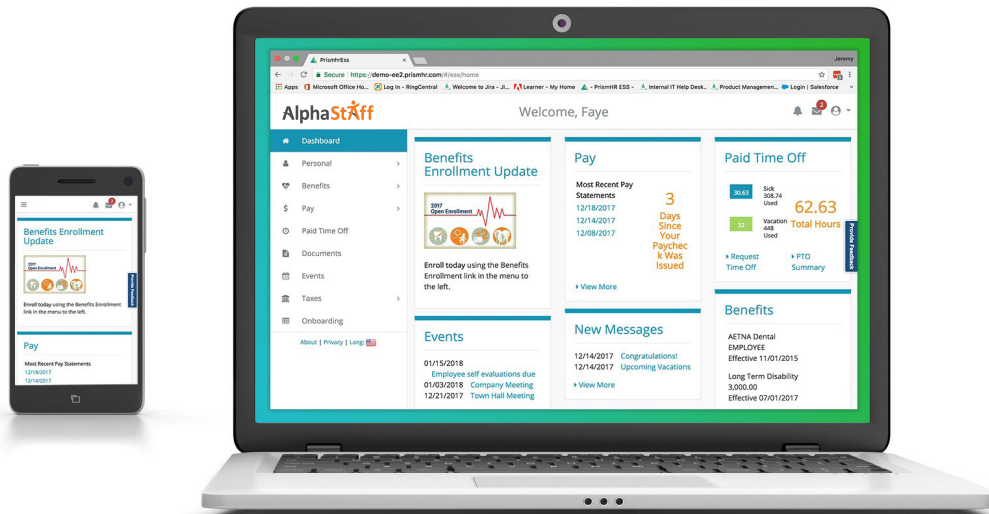 Benefits Enrollment
Update
2017
Open Enrollment
Enroll today using the Benefits Enrollment
link in the menu to the left.
Provide Feedback
Pay
Most Recent Pay Statements
12/18/2017
12/14/2017
2
PrismhrEss
Jeremy
Secure https://demo-ee2.prismhr.com/#/ess/home
Apps Microsoft Office Ho... Log In - RingCentral Welcome to Jira - Ji... Learner - My Home - PrismHR ESS - Internal IT Help Desk.. Product Managemen... Login | Salesforce »
AlphaStaff
Welcome, Faye
2
Dashboard
Personal
Benefits
$ Pay
Paid Time Off
Documents
Events
Taxes
Onboarding
About | Privacy | Lang:
Benefits
Enrollment Update
2017
Open Enrollment
Enroll today using the Benefits
Enrollment link in the menu to
the left.
Events
01/15/2018
Employee self evaluations due
01/03/2018 Company Meeting
12/21/2017 Town Hall Meeting
Pay
Most Recent Pay
Statements
12/18/2017
12/14/2017
12/08/2017
3
Days
Since
Your
Paychec
k Was
Issued
View More
New Messages
12/14/2017 Congratulations!
12/14/2017 Upcoming Vacations
View More
Paid Time Off
30.63
Sick
308.74
Used
32
Vacation
448
Used
62.63
Total Hours
Request
Time Off
PTO
Summary
Provide Feedback
Benefits
AETNA Dental
EMPLOYEE
Effective 11/01/2015
Long Term Disability
3,000.00
Effective 07/01/2017